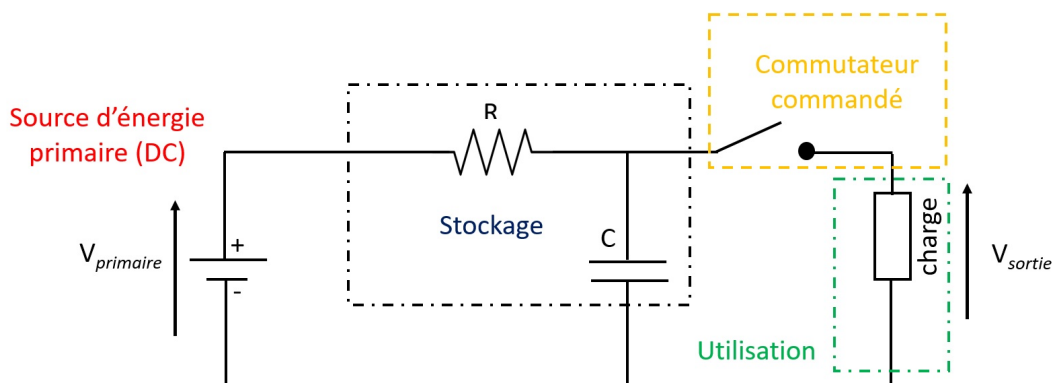 Source d'énergie
primaire (DC)
V primaire
+
-
R
Stockage
C
Commutateur
commandé
charge
Utilisation
V sortie